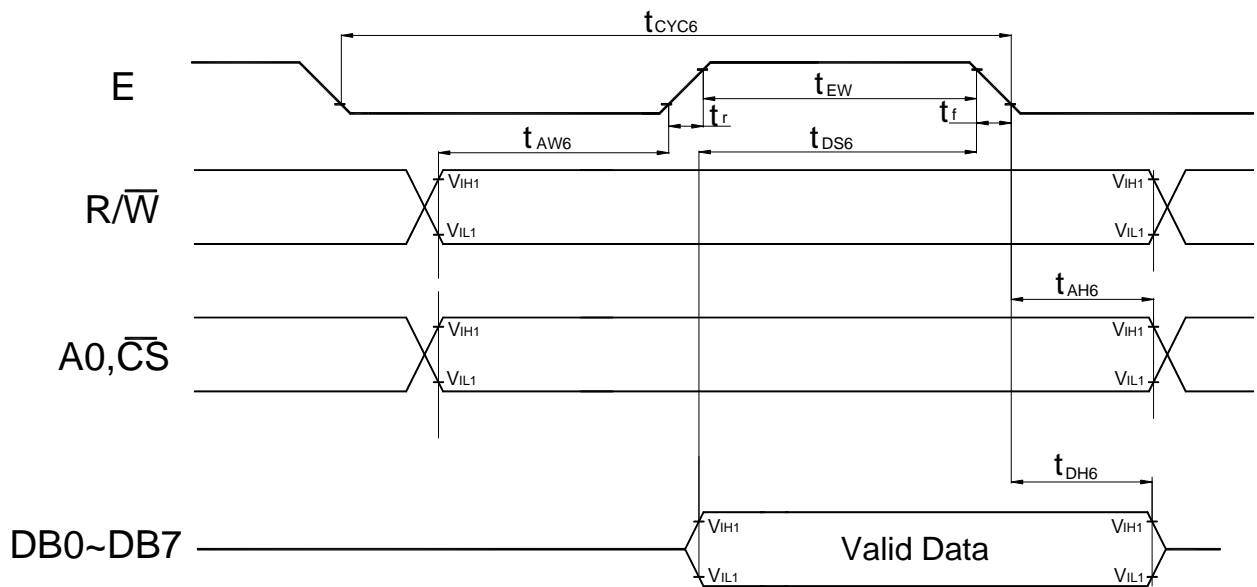 tCYC6
E
tEW
tr
tf
tAW6
tDS6
R/W̅
VIH1
VIH1
VIL1
VIL1
tAH6
A0,C̅S̅
VIH1
VIH1
VIL1
VIL1
tDH6
DB0~DB7
VIH1
VIH1
Valid Data
VIL1
VIL1